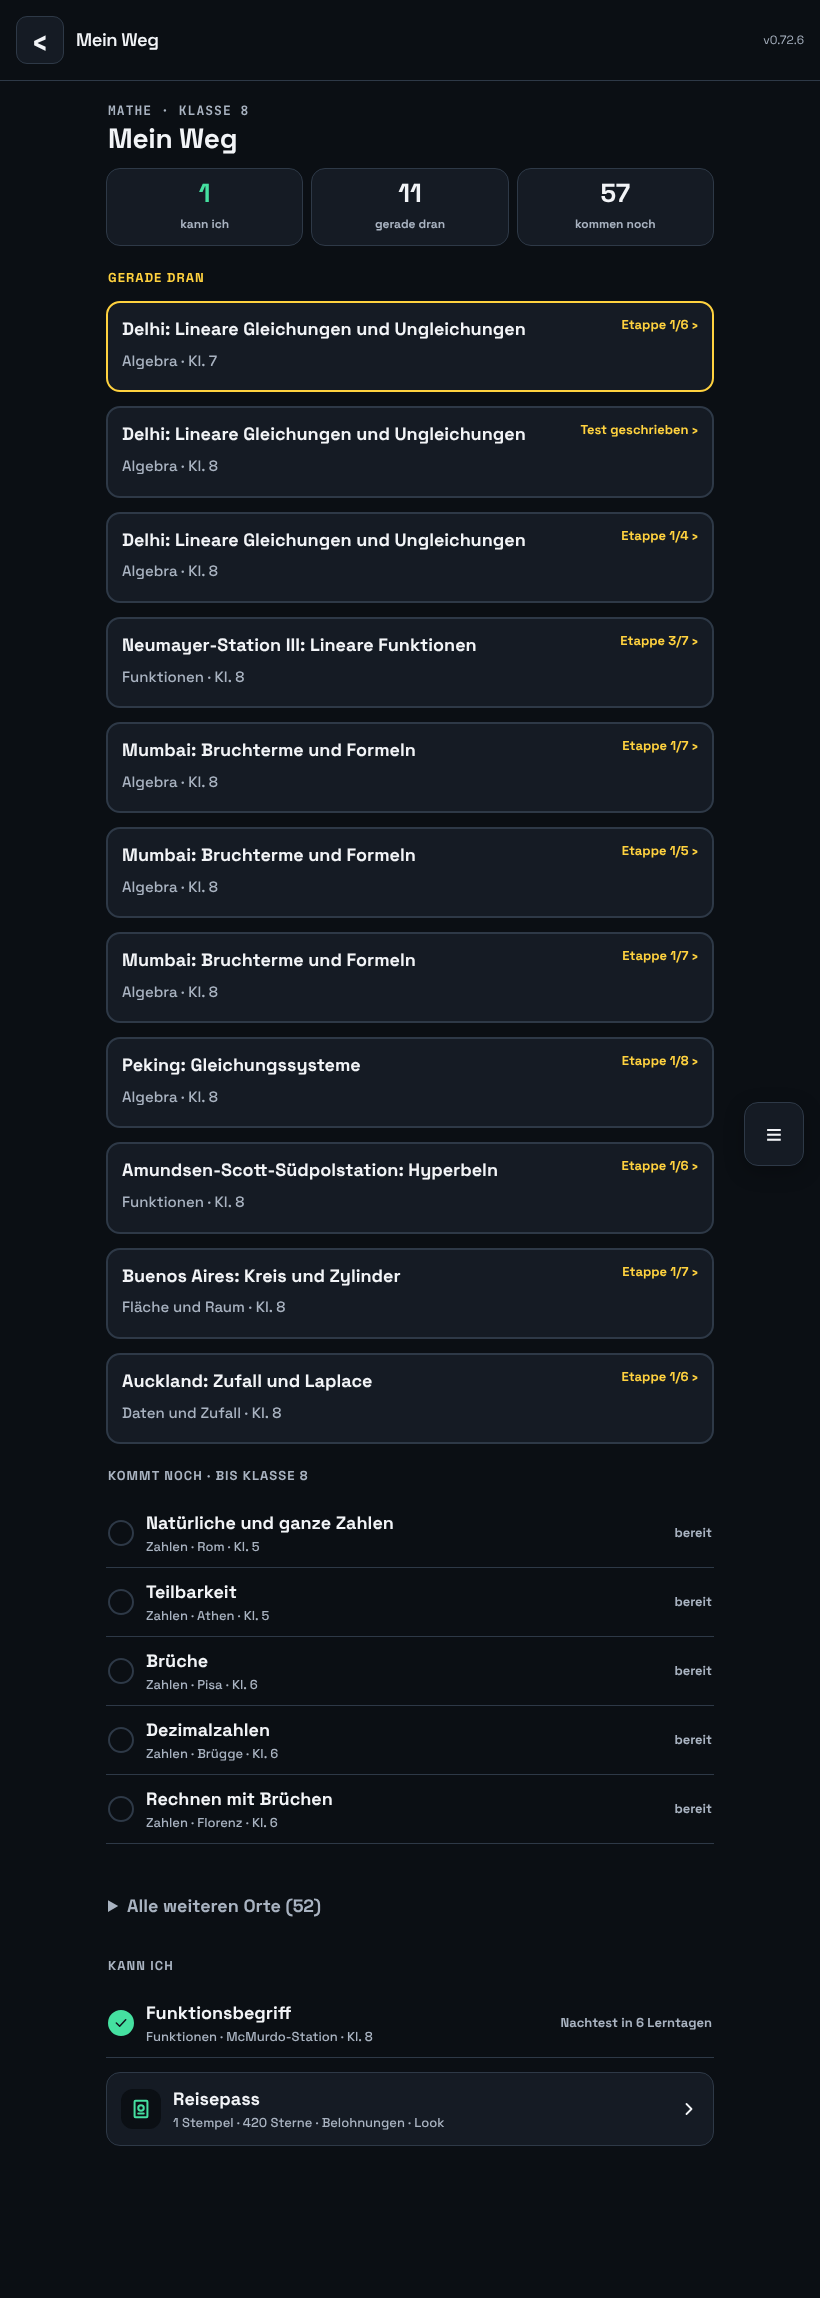 <
Mein Weg
v0.72.6
MATHE · KLASSE 8
Mein Weg
1
kann ich
11
gerade dran
57
kommen noch
GERADE DRAN
Delhi: Lineare Gleichungen und Ungleichungen
Etappe 1/6 >
Algebra · Kl. 7
Delhi: Lineare Gleichungen und Ungleichungen
Test geschrieben >
Algebra · Kl. 8
Delhi: Lineare Gleichungen und Ungleichungen
Etappe 1/4 >
Algebra · Kl. 8
Neumayer-Station III: Lineare Funktionen
Etappe 3/7 >
Funktionen · Kl. 8
Mumbai: Bruchterme und Formeln
Etappe 1/7 >
Algebra · Kl. 8
Mumbai: Bruchterme und Formeln
Etappe 1/5 >
Algebra · Kl. 8
Mumbai: Bruchterme und Formeln
Etappe 1/7 >
Algebra · Kl. 8
Peking: Gleichungssysteme
Etappe 1/8 >
Algebra · Kl. 8
Amundsen-Scott-Südpolstation: Hyperbeln
Etappe 1/6 >
Funktionen · Kl. 8
Buenos Aires: Kreis und Zylinder
Etappe 1/7 >
Fläche und Raum · Kl. 8
Auckland: Zufall und Laplace
Etappe 1/6 >
Daten und Zufall · Kl. 8
KOMMT NOCH · BIS KLASSE 8
Natürliche und ganze Zahlen
Zahlen · Rom · Kl. 5
bereit
Teilbarkeit
Zahlen · Athen · Kl. 5
bereit
Brüche
Zahlen · Pisa · Kl. 6
bereit
Dezimalzahlen
Zahlen · Brügge · Kl. 6
bereit
Rechnen mit Brüchen
Zahlen · Florenz · Kl. 6
bereit
Alle weiteren Orte (52)
KANN ICH
Funktionsbegriff
Funktionen · McMurdo-Station · Kl. 8
Nachtest in 6 Lerntagen
Reisepass
1 Stempel · 420 Sterne · Belohnungen · Look